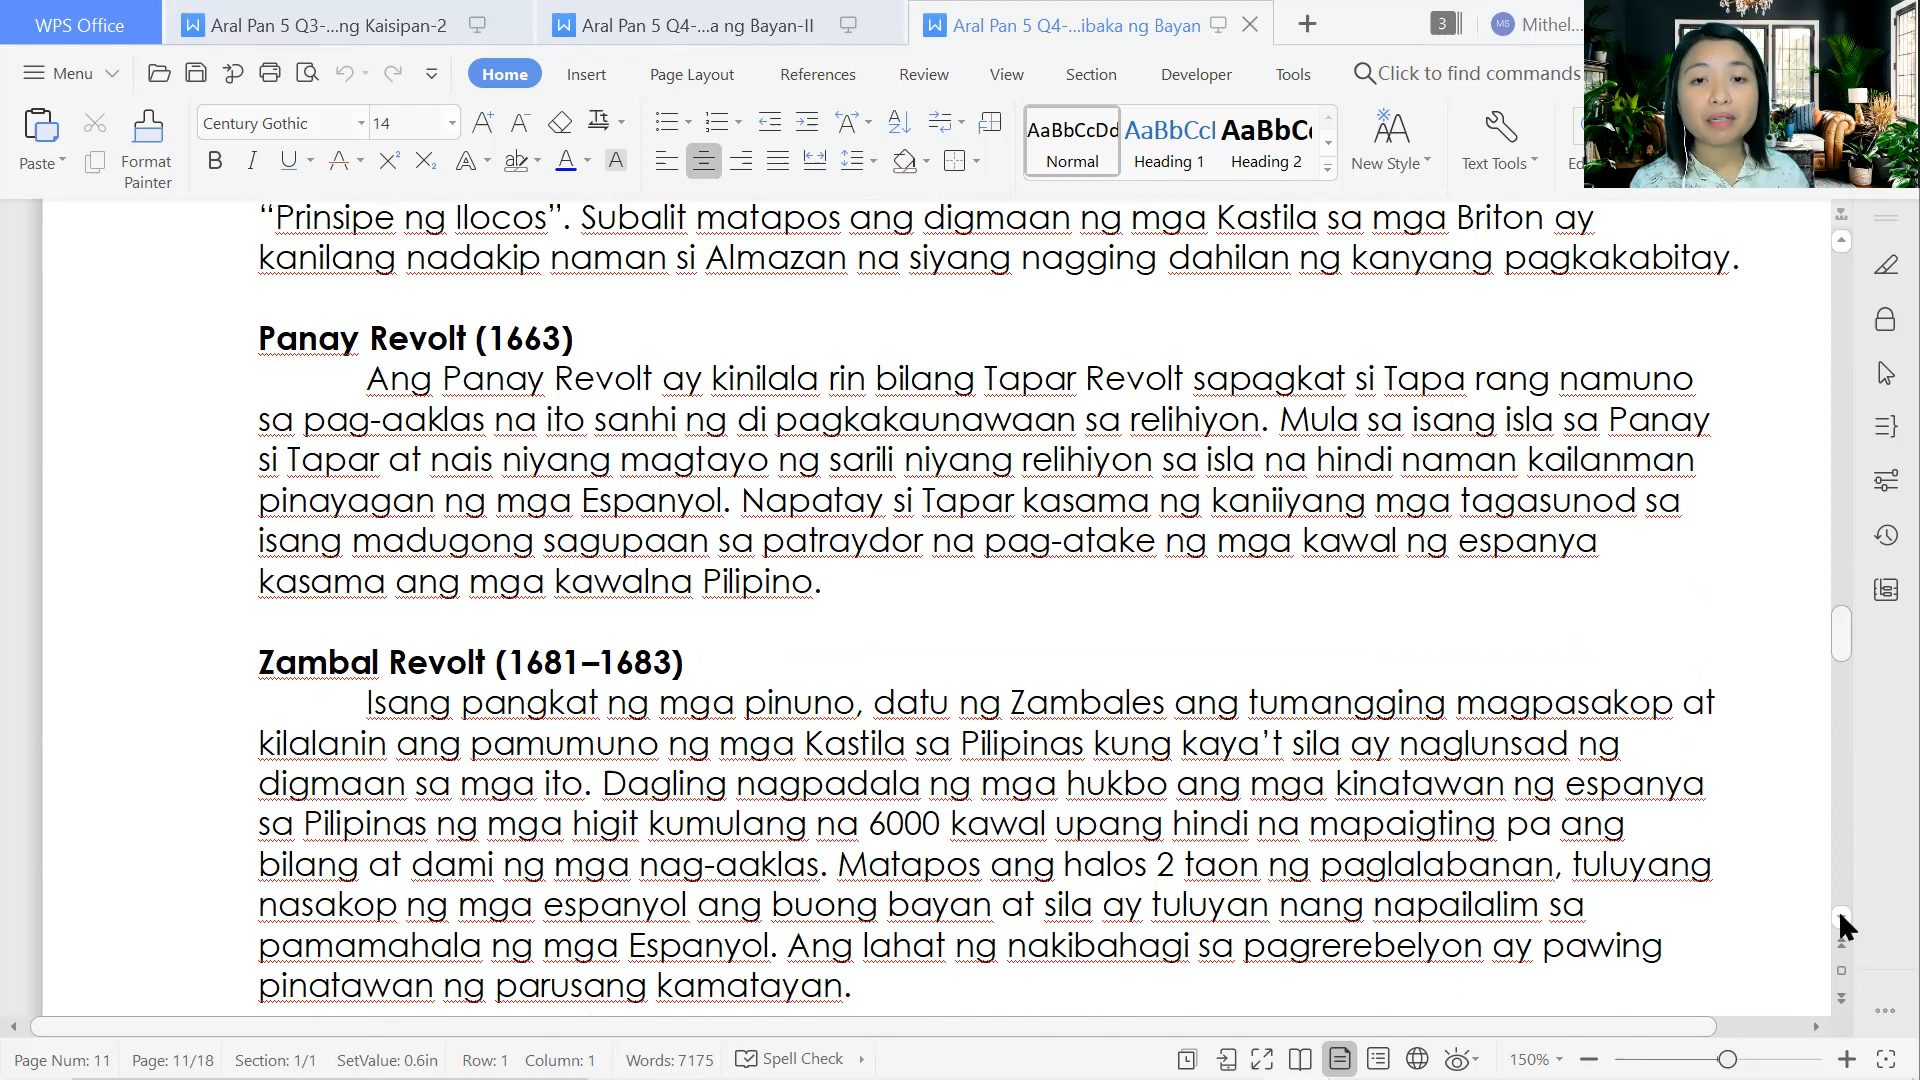 WPS Office
Aral Pan 5 Q3-...ng Kaisipan-2
Aral Pan 5 Q4-...a ng Bayan-II
Aral Pan 5 Q4-...ibaka ng Bayan
3
MS
Mithel...
Menu
Home
Insert
Page Layout
References
Review
View
Section
Developer
Tools
Click to find commands
Paste
Format
Painter
Century Gothic
14
AaBbCcDd
Normal
AaBbCcI
Heading 1
AaBbC
Heading 2
New Style
Text Tools
“Prinsipe ng Ilocos”. Subalit matapos ang digmaan ng mga Kastila sa mga Briton ay
kanilang nadakip naman si Almazan na siyang nagging dahilan ng kanyang pagkakabitay.
Panay Revolt (1663)
Ang Panay Revolt ay kinilala rin bilang Tapar Revolt sapagkat si Tapa rang namuno
sa pag-aaklas na ito sanhi ng di pagkakaunawaan sa relihiyon. Mula sa isang isla sa Panay
si Tapar at nais niyang magtayo ng sarili niyang relihiyon sa isla na hindi naman kailanman
pinayagan ng mga Espanyol. Napatay si Tapar kasama ng kaniiyang mga tagasunod sa
isang madugong sagupaan sa patraydor na pag-atake ng mga kawal ng espanya
kasama ang mga kawalna Pilipino.
Zambal Revolt (1681–1683)
Isang pangkat ng mga pinuno, datu ng Zambales ang tumangging magpasakop at
kilalanin ang pamumuno ng mga Kastila sa Pilipinas kung kaya’t sila ay naglunsad ng
digmaan sa mga ito. Dagling nagpadala ng mga hukbo ang mga kinatawan ng espanya
sa Pilipinas ng mga higit kumulang na 6000 kawal upang hindi na mapaigting pa ang
bilang at dami ng mga nag-aaklas. Matapos ang halos 2 taon ng paglalabanan, tuluyang
nasakop ng mga espanyol ang buong bayan at sila ay tuluyan nang napailalim sa
pamamahala ng mga Espanyol. Ang lahat ng nakibahagi sa pagrerebelyon ay pawing
pinatawan ng parusang kamatayan.
Page Num: 11
Page: 11/18
Section: 1/1
SetValue: 0.6in
Row: 1
Column: 1
Words: 7175
Spell Check
150%